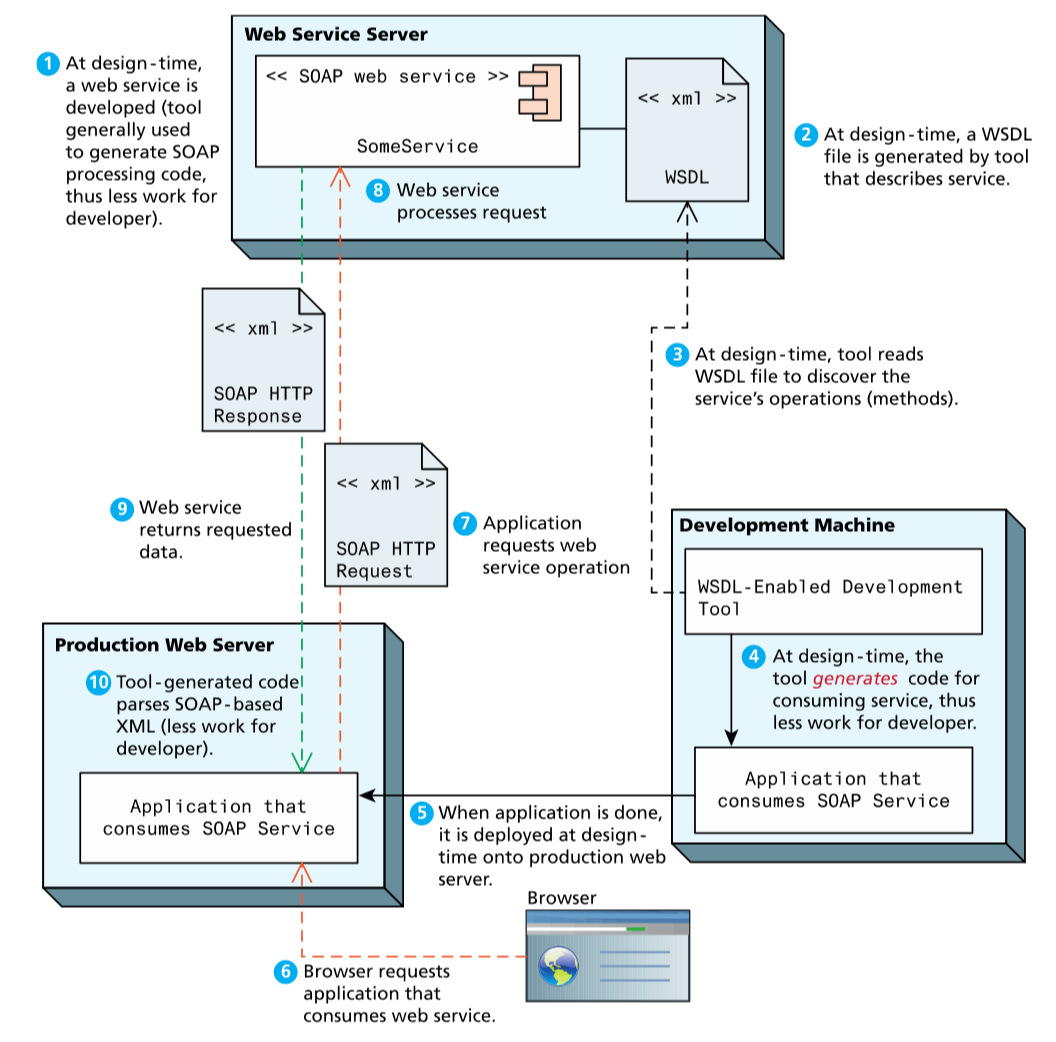 Web Service Server
<< SOAP web service >>
SomeService
<< xml >>
WSDL
1 At design-time,
a web service is
developed (tool
generally used
to generate SOAP
processing code,
thus less work for
developer).
2 At design-time, a WSDL
file is generated by tool
that describes service.
8 Web service
processes request
<< xml >>
SOAP HTTP
Response
3 At design-time, tool reads
WSDL file to discover the
service's operations (methods).
<< xml >>
SOAP HTTP
Request
9 Web service
returns requested
data.
7 Application
requests web
service operation
Development Machine
WSDL-Enabled Development
Tool
4 At design-time, the
tool generates code for
consuming service, thus
less work for developer.
Application that
consumes SOAP Service
Production Web Server
10 Tool-generated code
parses SOAP-based
XML (less work for
developer).
Application that
consumes SOAP Service
5 When application is done,
it is deployed at design-
time onto production web
server.
Browser
6 Browser requests
application that
consumes web service.